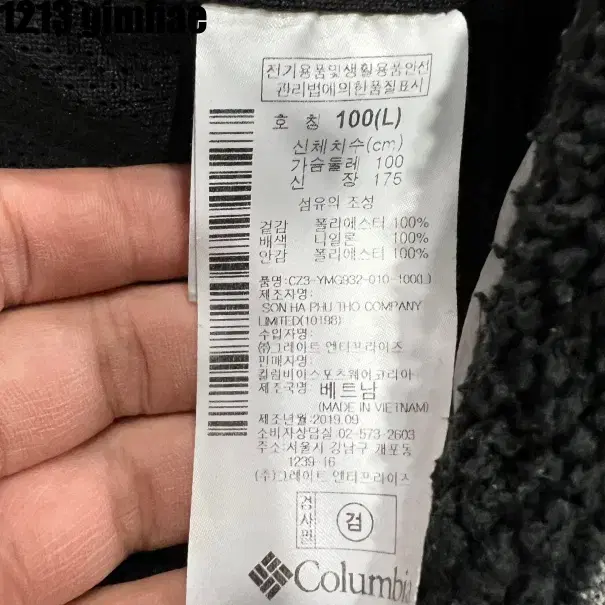 1213 gimhae
전기용품및생활용품안전
관리법에의한품질표시
호 칭 100(L)
신체치수(cm)
가슴둘레 100
신 장 175
섬유의 조성
겉감 폴리에스터 100%
배색 나일론 100%
안감 폴리에스터 100%
품명:CZ3-YMG932-010-100(L)
제조자명:
SON HA PHU THO COMPANY
LIMITED(10198)
수입자명:
(주)그레이트 엔터프라이즈
판매자명:
컬럼비아스포츠웨어코리아
제조국명: 베트남
(MADE IN VIETNAM)
제조년월:2019.09
소비자상담실 02-573-2603
주소:서울시 강남구 개포동
1239-16
(주)그레이트 엔터프라이즈
검사필
검
Columbia